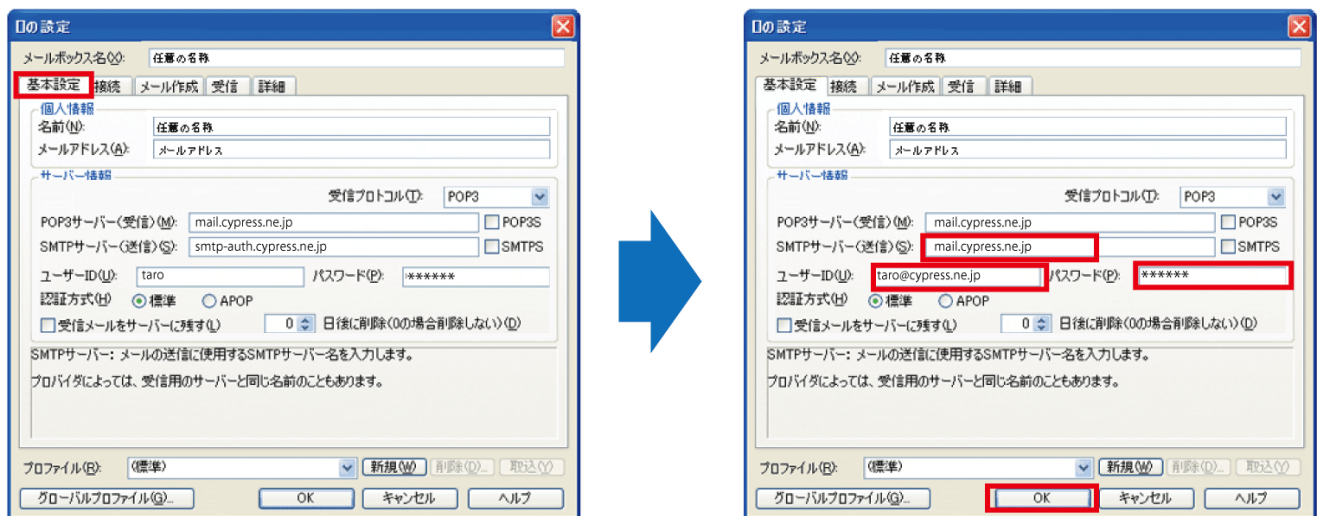 の設定
メールボックス名(X): 任意の名称
基本設定 接続 メール作成 受信 詳細
個人情報
名前(N): 任意の名称
メールアドレス(A): メールアドレス
サーバー情報
受信プロトコル(T): POP3
POP3サーバー(受信)(M): mail.cypress.ne.jp POP3S
SMTPサーバー(送信)(S): smtp-auth.cypress.ne.jp SMTPS
ユーザーID(U): taro パスワード(P): ******
認証方式(H) 標準 APOP
受信メールをサーバーに残す(L) 0 日後に削除(0の場合削除しない)(D)
SMTPサーバー: メールの送信に使用するSMTPサーバー名を入力します。
プロバイダによっては、受信用のサーバーと同じ名前のこともあります。
プロファイル(R): (標準) 新規(W) 削除(O)... 取込(Y)
グローバルプロファイル(G)... OK キャンセル ヘルプ
の設定
メールボックス名(X): 任意の名称
基本設定 接続 メール作成 受信 詳細
個人情報
名前(N): 任意の名称
メールアドレス(A): メールアドレス
サーバー情報
受信プロトコル(T): POP3
POP3サーバー(受信)(M): mail.cypress.ne.jp POP3S
SMTPサーバー(送信)(S): mail.cypress.ne.jp SMTPS
ユーザーID(U): taro@cypress.ne.jp パスワード(P): ******
認証方式(H) 標準 APOP
受信メールをサーバーに残す(L) 0 日後に削除(0の場合削除しない)(D)
SMTPサーバー: メールの送信に使用するSMTPサーバー名を入力します。
プロバイダによっては、受信用のサーバーと同じ名前のこともあります。
プロファイル(R): (標準) 新規(W) 削除(O)... 取込(Y)
グローバルプロファイル(G)... OK キャンセル ヘルプ